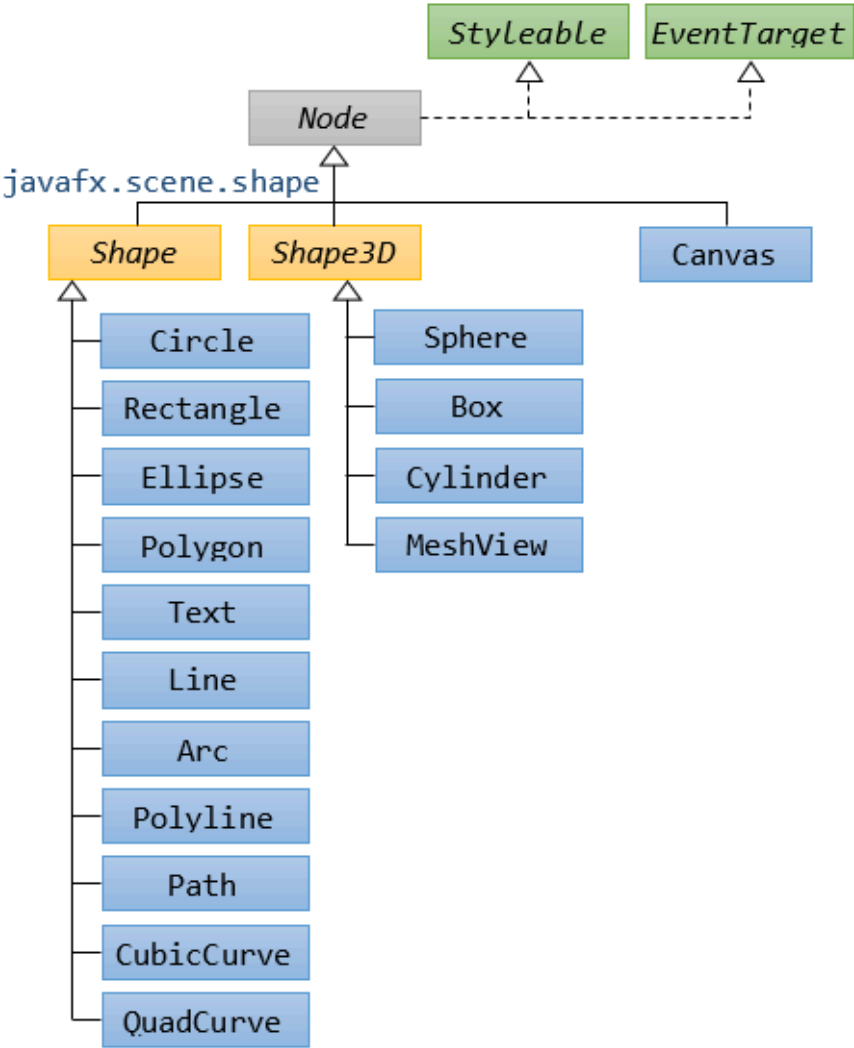 Styleable
EventTarget
Node
javafx.scene.shape
Shape
Shape3D
Canvas
Circle
Rectangle
Ellipse
Polygon
Text
Line
Arc
Polyline
Path
CubicCurve
QuadCurve
Sphere
Box
Cylinder
MeshView